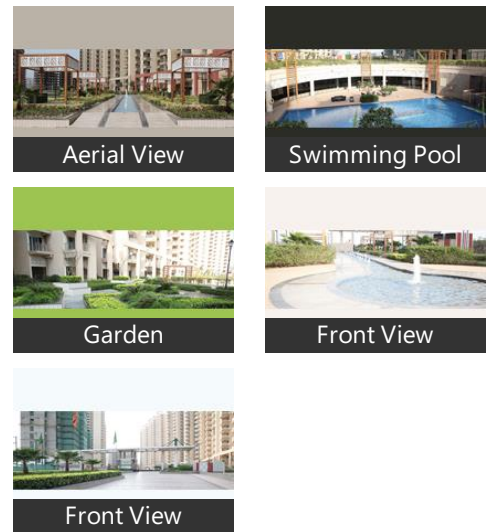 Aerial View
Swimming Pool
Garden
Front View
Front View